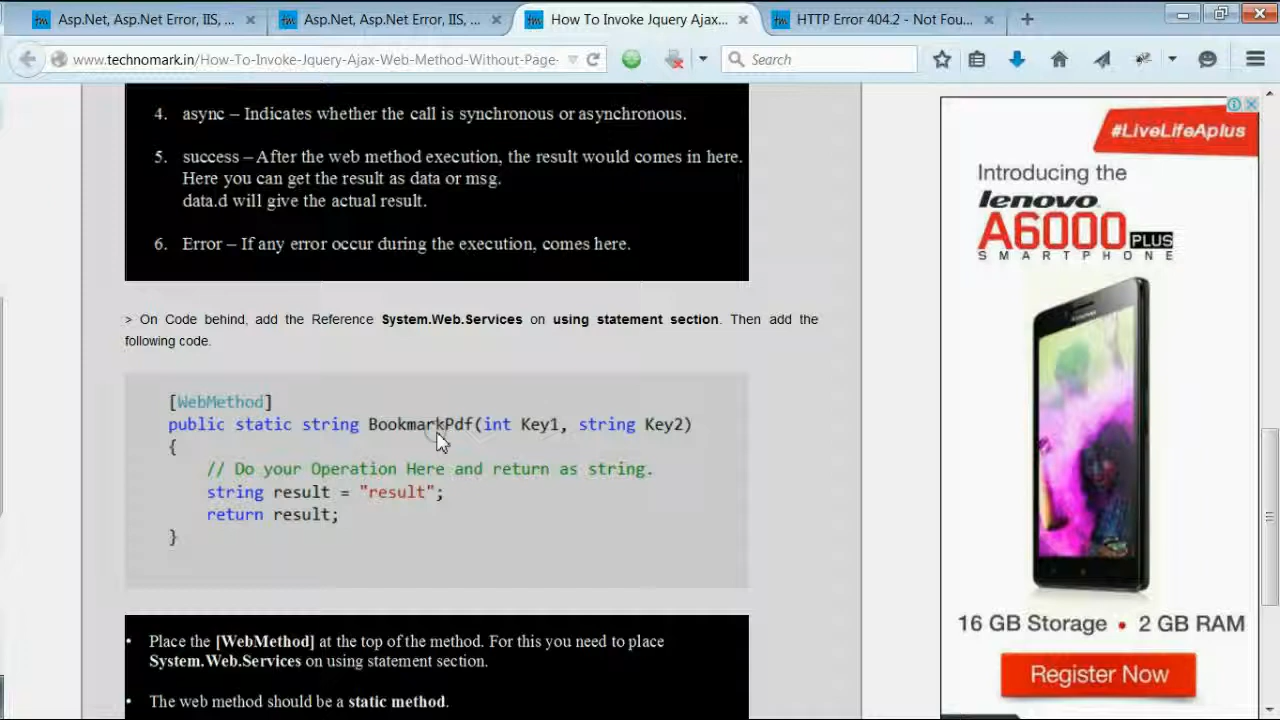 Asp.Net, Asp.Net Error, IIS, ...
Asp.Net, Asp.Net Error, IIS, ...
How To Invoke Jquery Ajax...
HTTP Error 404.2 - Not Fou...
www.technomark.in/How-To-Invoke-Jquery-Ajax-Web-Method-Without-Page-
Search
4. async – Indicates whether the call is synchronous or asynchronous.
5. success – After the web method execution, the result would comes in here.
Here you can get the result as data or msg.
data.d will give the actual result.
6. Error – If any error occur during the execution, comes here.
> On Code behind, add the Reference System.Web.Services on using statement section. Then add the
following code.
[WebMethod]
public static string BookmarkPdf(int Key1, string Key2)
{
// Do your Operation Here and return as string.
string result = "result";
return result;
}
• Place the [WebMethod] at the top of the method. For this you need to place
System.Web.Services on using statement section.
• The web method should be a static method.
#LiveLifeAplus
Introducing the
lenovo
A6000 PLUS
SMARTPHONE
16 GB Storage • 2 GB RAM
Register Now